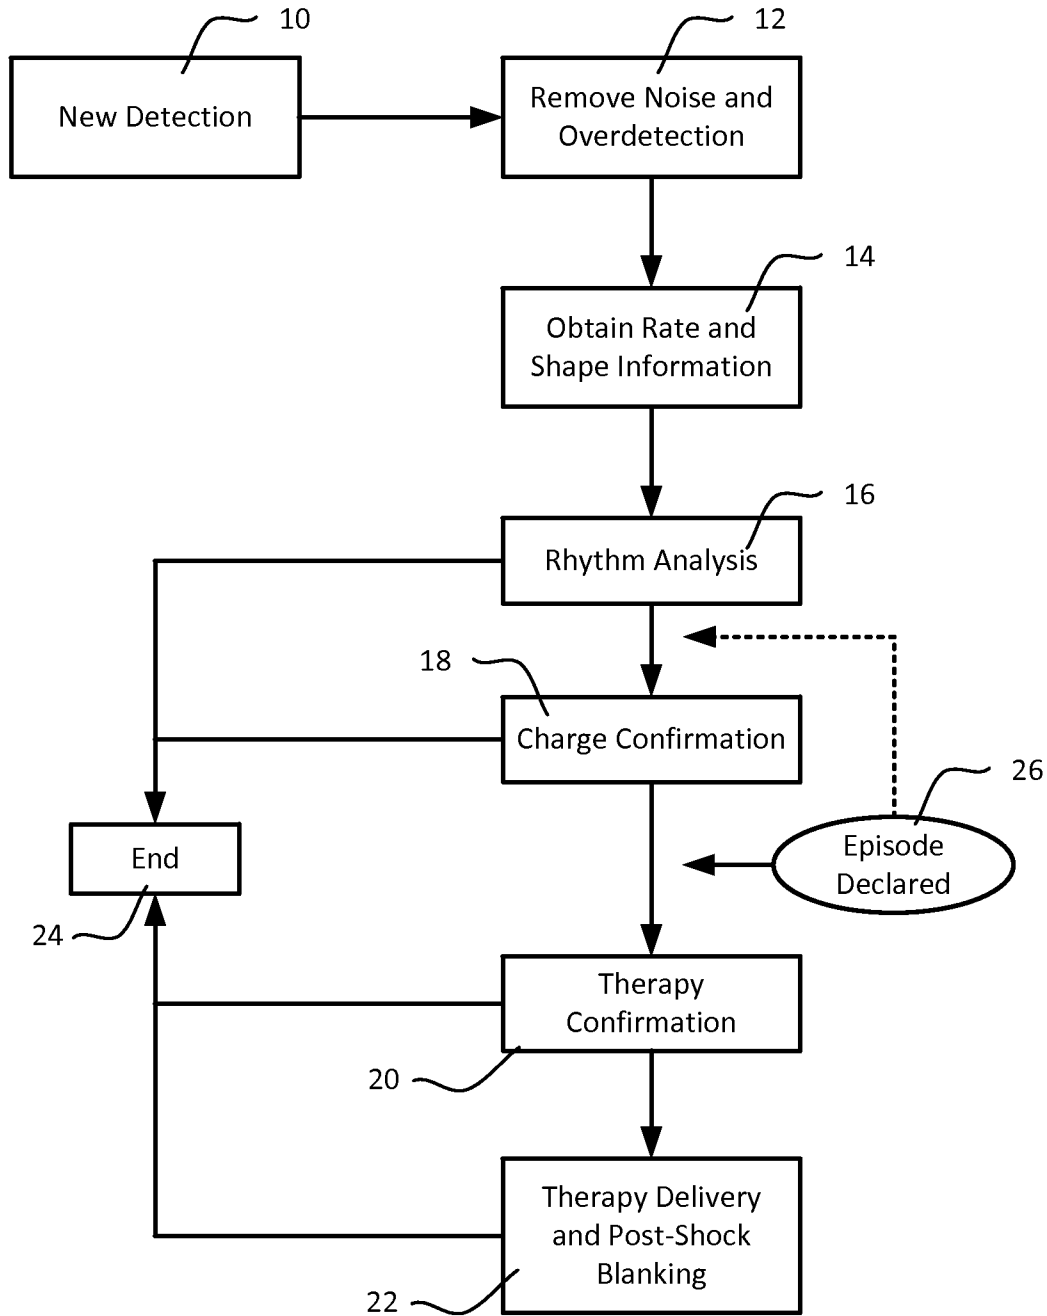 10
12
New Detection
Remove Noise and
Overdetection
14
Obtain Rate and
Shape Information
16
Rhythm Analysis
18
Charge Confirmation
26
Episode
Declared
End
24
Therapy
Confirmation
20
Therapy Delivery
and Post-Shock
Blanking
22